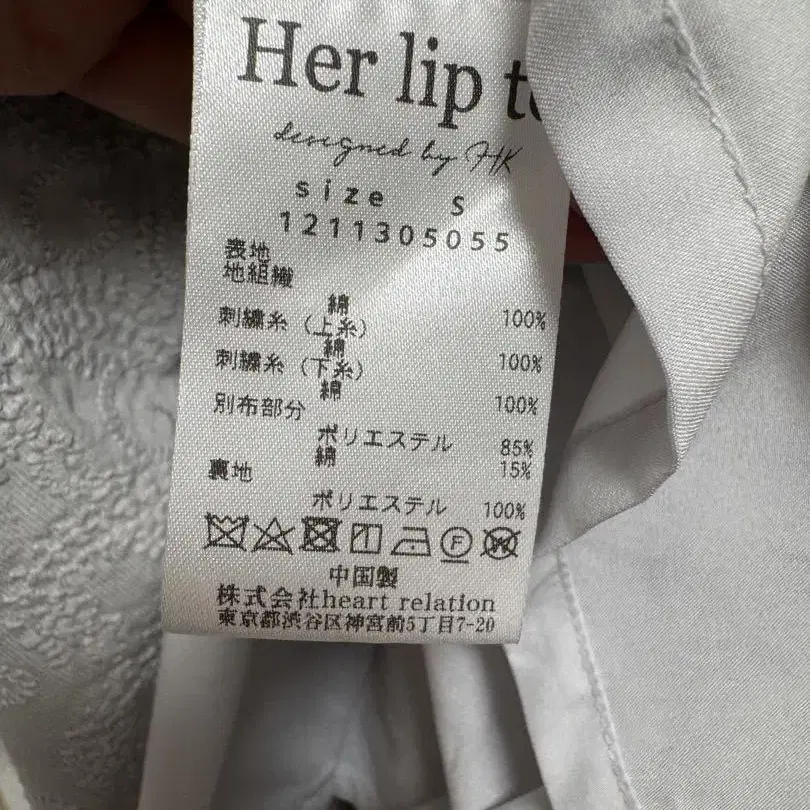 Her lip to
designed by HK
size S
1211305055
表地
地組織
綿 100%
刺繍糸（上糸）
綿 100%
刺繍糸（下糸）
綿 100%
別布部分
ポリエステル 85%
綿 15%
裏地
ポリエステル 100%
F W
中国製
株式会社heart relation
東京都渋谷区神宮前5丁目7-20